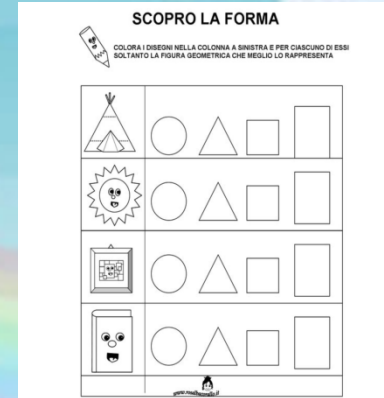 SCOPRO LA FORMA
COLORA I DISEGNI NELLA COLONNA A SINISTRA E PER CIASCUNO DI ESSI
SOLTANTO LA FIGURA GEOMETRICA CHE MEGLIO LO RAPPRESENTA